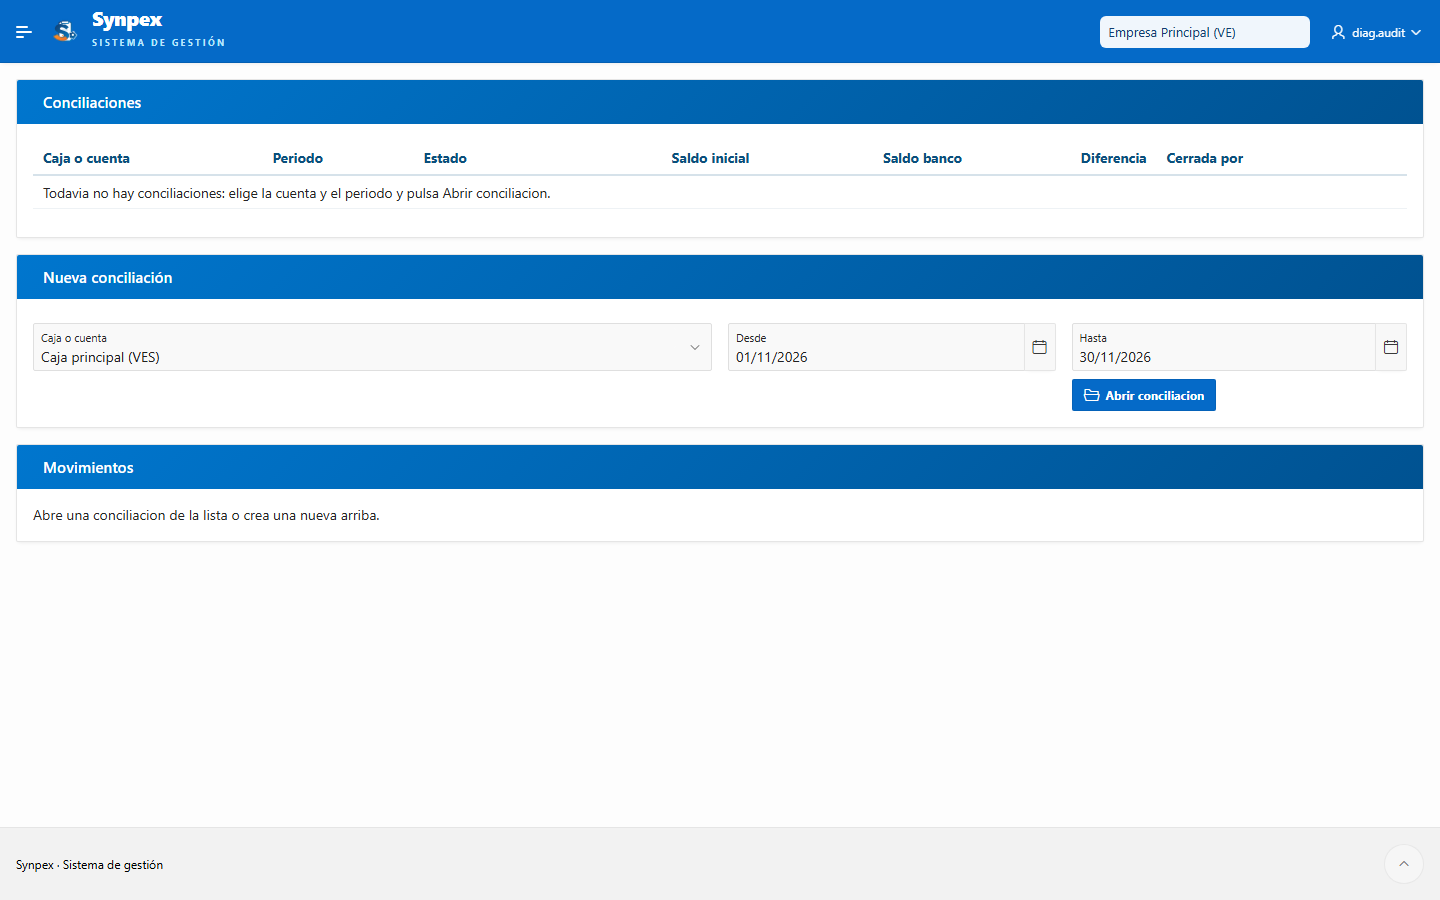 Synpex
SISTEMA DE GESTIÓN
Empresa Principal (VE)
diag.audit
Conciliaciones
Caja o cuenta Periodo Estado Saldo inicial Saldo banco Diferencia Cerrada por
Todavia no hay conciliaciones: elige la cuenta y el periodo y pulsa Abrir conciliacion.
Nueva conciliación
Caja o cuenta
Caja principal (VES)
Desde
01/11/2026
Hasta
30/11/2026
Abrir conciliacion
Movimientos
Abre una conciliacion de la lista o crea una nueva arriba.
Synpex · Sistema de gestión